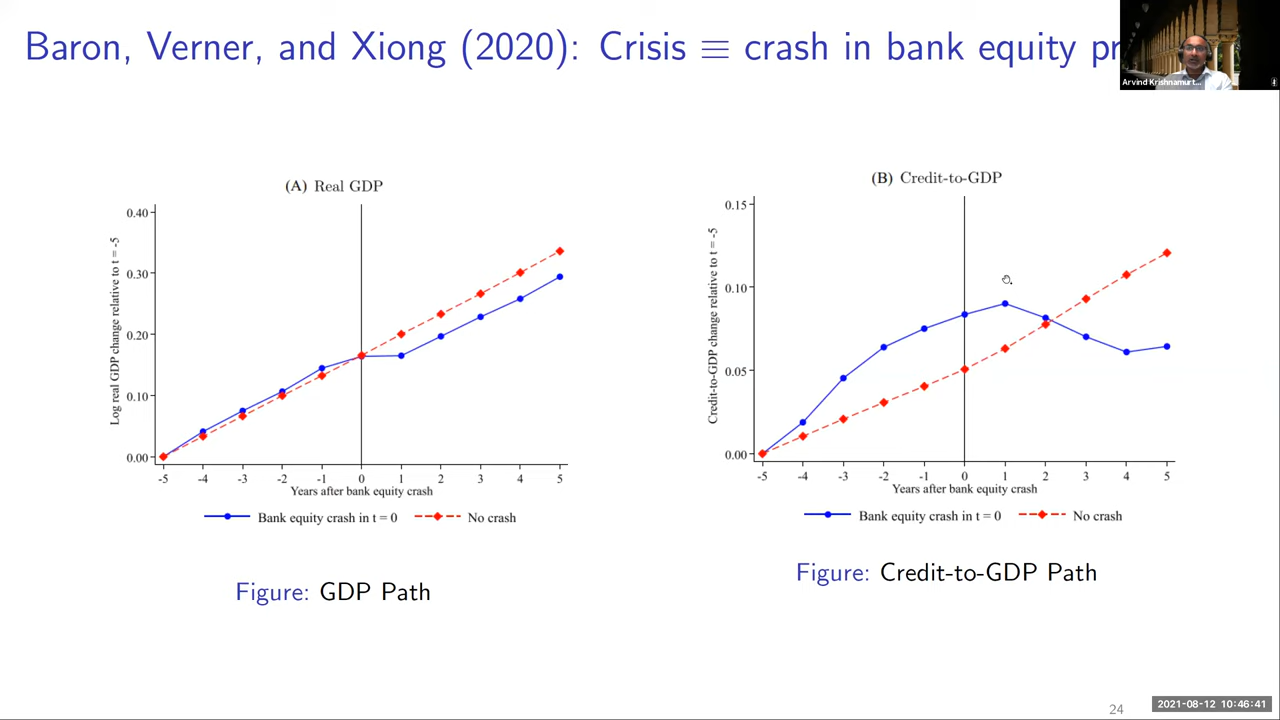 Baron, Verner, and Xiong (2020): Crisis ≡ crash in bank equity pr
Arvind Krishnamurt...
(A) Real GDP
Log real GDP change relative to t = -5
0.40
0.30
0.20
0.10
0.00
-5 -4 -3 -2 -1 0 1 2 3 4 5
Years after bank equity crash
Bank equity crash in t = 0 No crash
Figure: GDP Path
(B) Credit-to-GDP
Credit-to-GDP change relative to t = -5
0.15
0.10
0.05
0.00
-5 -4 -3 -2 -1 0 1 2 3 4 5
Years after bank equity crash
Bank equity crash in t = 0 No crash
Figure: Credit-to-GDP Path
24
2021-08-12 10:46:41